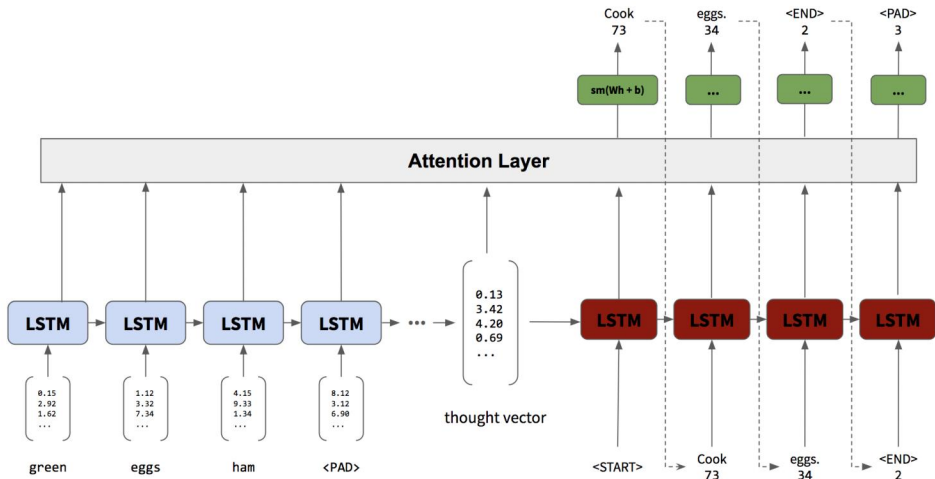 Cook eggs. <END> <PAD>
73 34 2 3
sm(Wh + b) ... ... ...
Attention Layer
0.13
3.42
4.20
0.69
...
LSTM LSTM LSTM LSTM ... LSTM LSTM LSTM LSTM
0.15 1.12 4.15 8.12
2.92 3.32 9.33 3.12
1.62 7.34 1.34 6.90
... ... ... ...
thought vector
green eggs ham <PAD> <START> Cook eggs. <END>
73 34 2